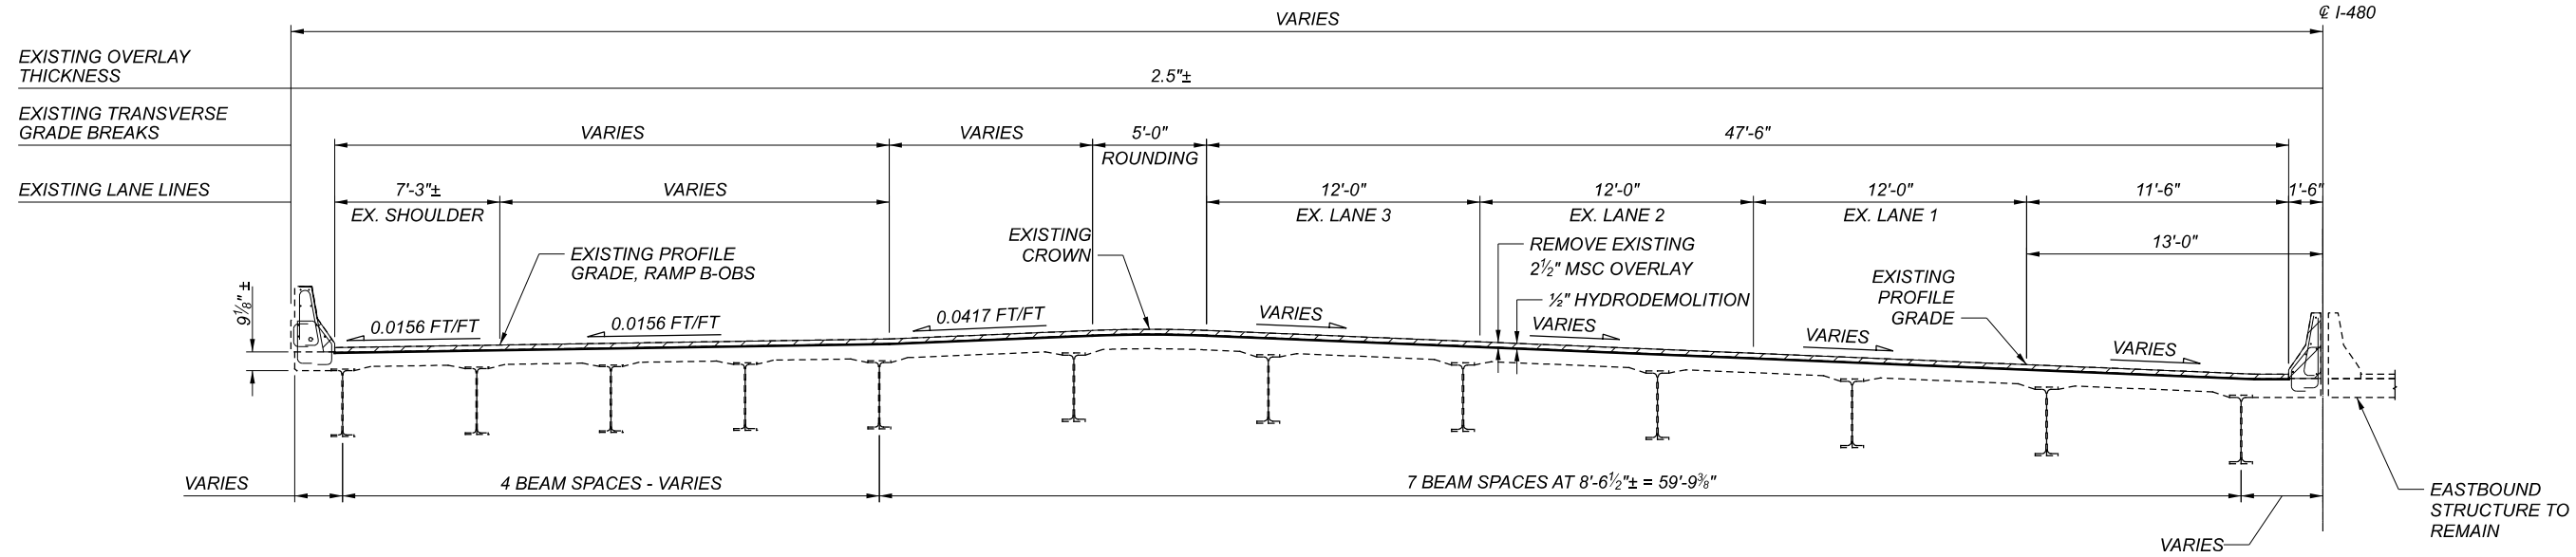 VARIES
℄ I-480
EXISTING OVERLAY
THICKNESS
2.5"±
EXISTING TRANSVERSE
GRADE BREAKS
VARIES
VARIES
5'-0"
ROUNDING
47'-6"
EXISTING LANE LINES
7'-3"±
EX. SHOULDER
VARIES
12'-0"
EX. LANE 3
12'-0"
EX. LANE 2
12'-0"
EX. LANE 1
11'-6"
1'-6"
13'-0"
EXISTING PROFILE
GRADE, RAMP B-OBS
EXISTING
CROWN
REMOVE EXISTING
2½" MSC OVERLAY
½" HYDRODEMOLITION
EXISTING
PROFILE
GRADE
9⅛" ±
0.0156 FT/FT
0.0156 FT/FT
0.0417 FT/FT
VARIES
VARIES
VARIES
VARIES
VARIES
4 BEAM SPACES - VARIES
7 BEAM SPACES AT 8'-6½"± = 59'-9⅜"
EASTBOUND
STRUCTURE TO
REMAIN
VARIES